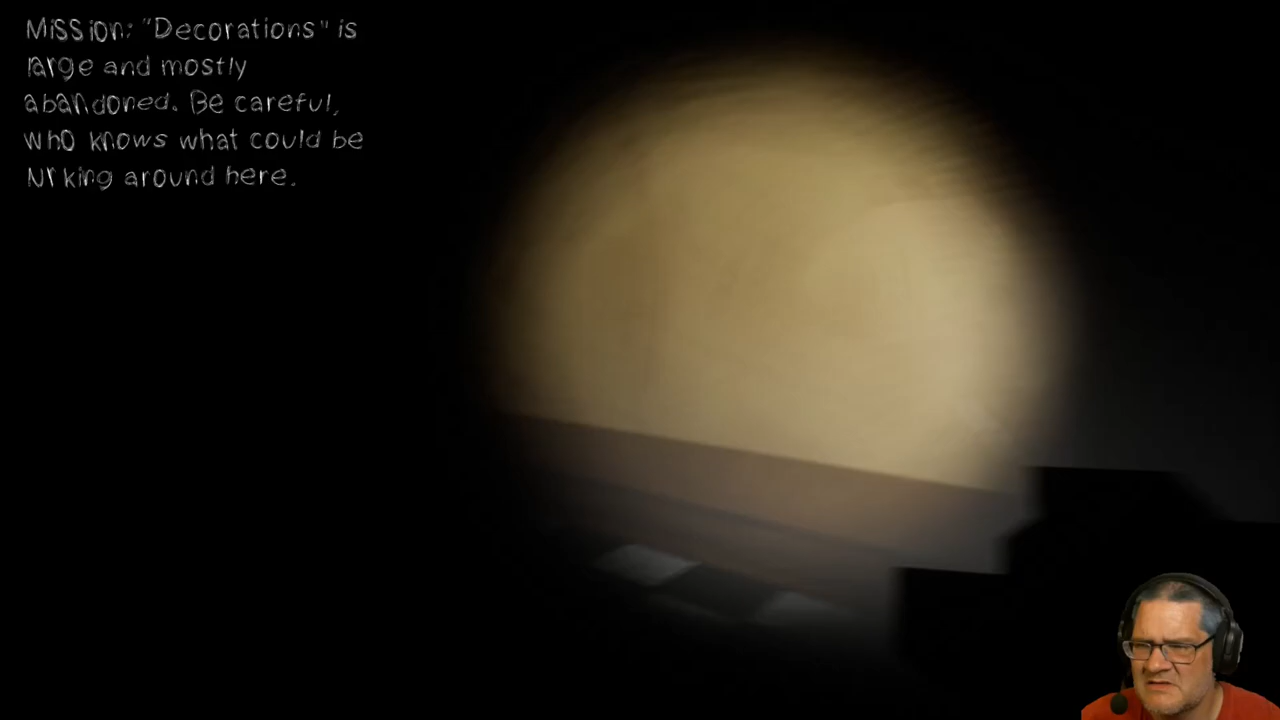 Mission: "Decorations" is
large and mostly
abandoned. Be careful,
who knows what could be
lurking around here.